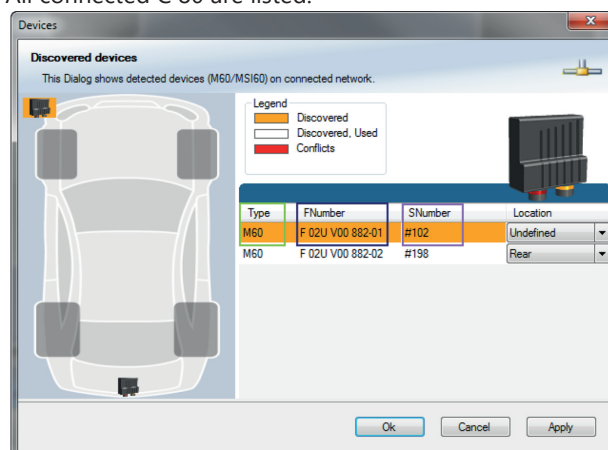 All connected C 60 are listed.
Devices
Discovered devices
This Dialog shows detected devices (M60/MSI60) on connected network.
Legend
Discovered
Discovered, Used
Conflicts
Type FNumber SNumber Location
M60 F 02U V00 882-01 #102 Undefined
M60 F 02U V00 882-02 #198 Rear
Ok Cancel Apply